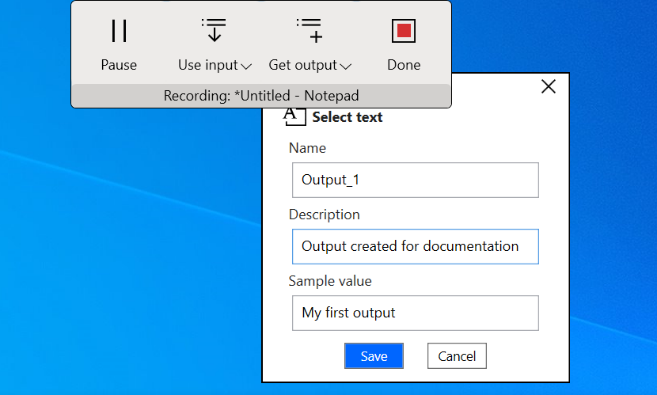 Pause
Use input
Get output
Done
Recording: *Untitled - Notepad
A
Select text
Name
Output_1
Description
Output created for documentation
Sample value
My first output
Save
Cancel